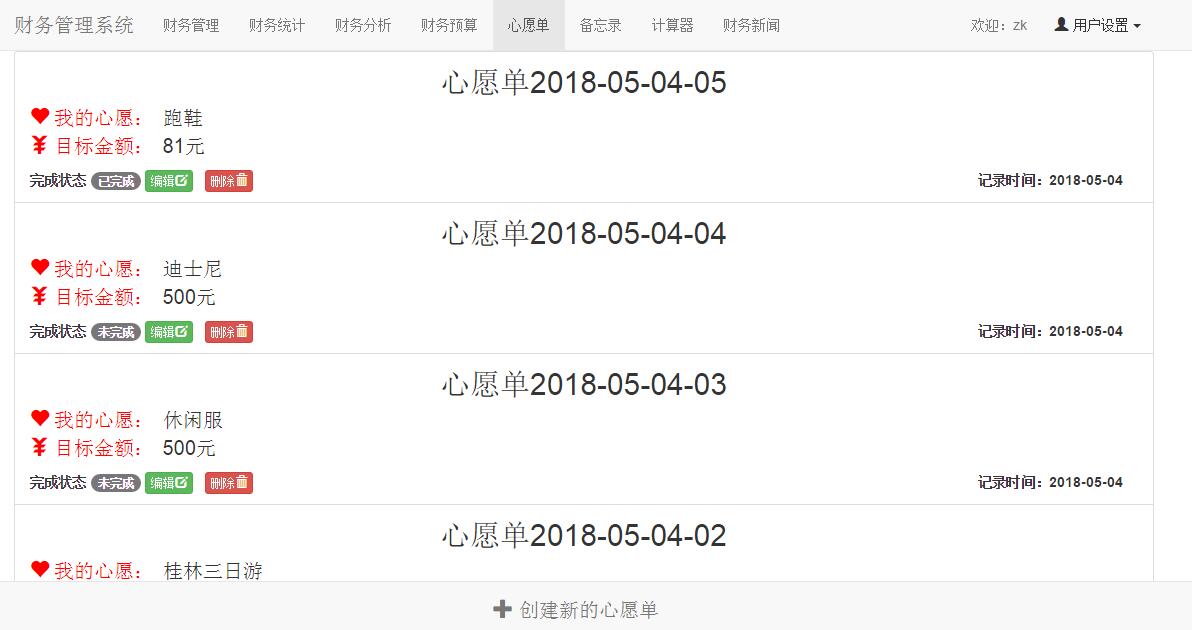 财务管理系统 财务管理 财务统计 财务分析 财务预算 心愿单 备忘录 计算器 财务新闻 欢迎：zk 用户设置
心愿单2018-05-04-05
我的心愿： 跑鞋
¥ 目标金额： 81元
完成状态 已完成 编辑 删除 记录时间：2018-05-04
心愿单2018-05-04-04
我的心愿： 迪士尼
¥ 目标金额： 500元
完成状态 未完成 编辑 删除 记录时间：2018-05-04
心愿单2018-05-04-03
我的心愿： 休闲服
¥ 目标金额： 500元
完成状态 未完成 编辑 删除 记录时间：2018-05-04
心愿单2018-05-04-02
我的心愿： 桂林三日游
创建新的心愿单